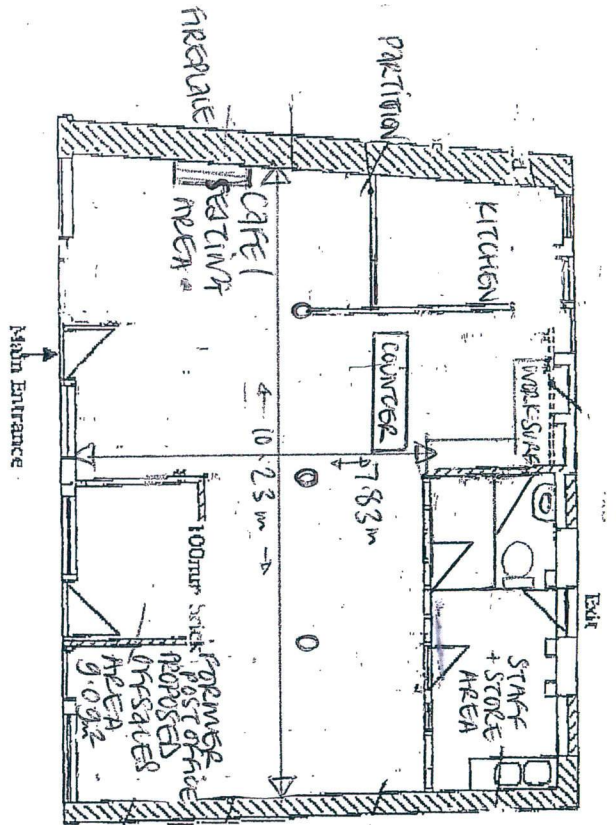 FIREPLACE
PARTITION
KITCHEN
CAFE /
SEATING
AREA
COUNTER
← 10.23m →
7.83m
Main Entrance
100mm brick
FORMER
POST OFFICE
PROPOSED
OFFSALES
AREA
Exit
STAFF
+ STORE
AREA